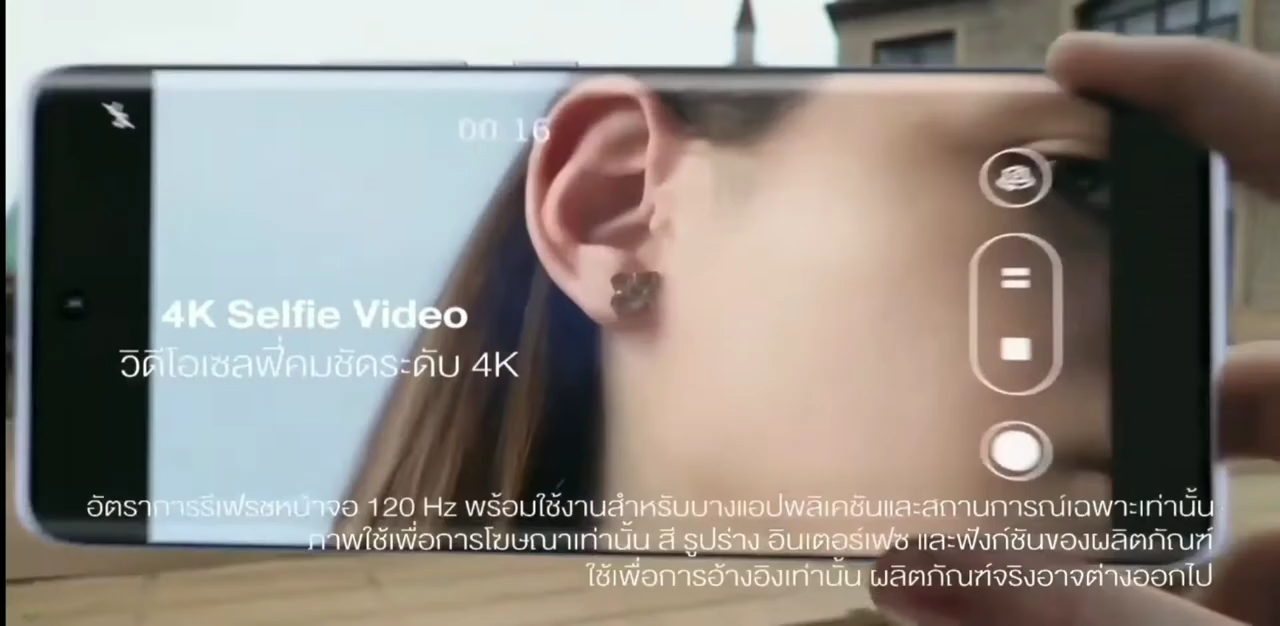 00:16
4K Selfie Video
วิดีโอเซลฟี่คมชัดระดับ 4K
อัตราการรีเฟรชหน้าจอ 120 Hz พร้อมใช้งานสำหรับบางแอปพลิเคชันและสถานการณ์เฉพาะเท่านั้น
ภาพใช้เพื่อการโฆษณาเท่านั้น สี รูปร่าง อินเตอร์เฟซ และฟังก์ชันของผลิตภัณฑ์
ใช้เพื่อการอ้างอิงเท่านั้น ผลิตภัณฑ์จริงอาจต่างออกไป